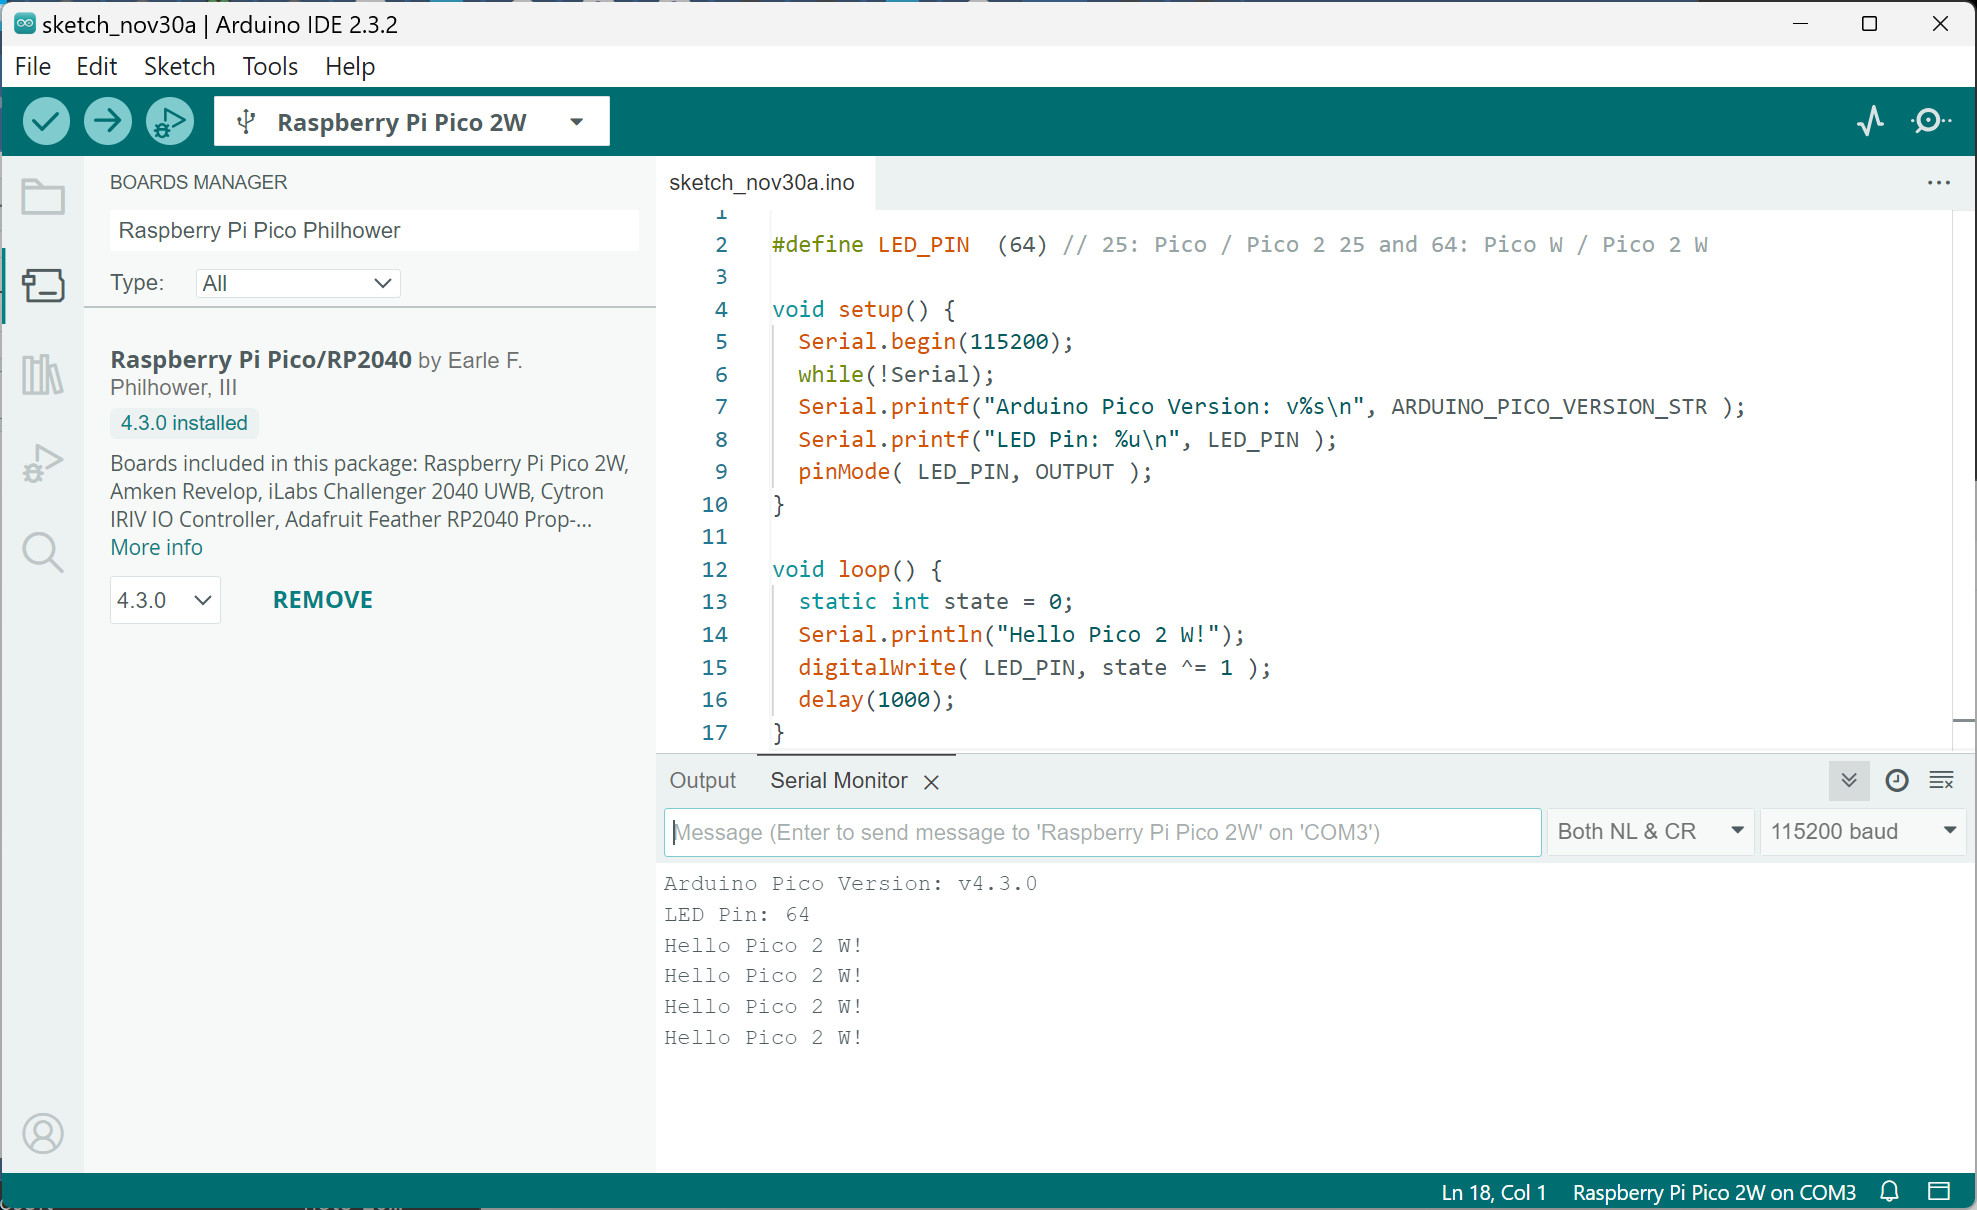 sketch_nov30a | Arduino IDE 2.3.2
File Edit Sketch Tools Help
Raspberry Pi Pico 2W
BOARDS MANAGER
Raspberry Pi Pico Philhower
Type: All
Raspberry Pi Pico/RP2040 by Earle F.
Philhower, III
4.3.0 installed
Boards included in this package: Raspberry Pi Pico 2W,
Amken Revelop, iLabs Challenger 2040 UWB, Cytron
IRIV IO Controller, Adafruit Feather RP2040 Prop-...
More info
4.3.0 REMOVE
sketch_nov30a.ino
1
2 #define LED_PIN  (64) // 25: Pico / Pico 2 25 and 64: Pico W / Pico 2 W
3
4 void setup() {
5   Serial.begin(115200);
6   while(!Serial);
7   Serial.printf("Arduino Pico Version: v%s\n", ARDUINO_PICO_VERSION_STR );
8   Serial.printf("LED Pin: %u\n", LED_PIN );
9   pinMode( LED_PIN, OUTPUT );
10 }
11
12 void loop() {
13   static int state = 0;
14   Serial.println("Hello Pico 2 W!");
15   digitalWrite( LED_PIN, state ^= 1 );
16   delay(1000);
17 }
Output Serial Monitor
Message (Enter to send message to 'Raspberry Pi Pico 2W' on 'COM3') Both NL & CR 115200 baud
Arduino Pico Version: v4.3.0
LED Pin: 64
Hello Pico 2 W!
Hello Pico 2 W!
Hello Pico 2 W!
Hello Pico 2 W!
Ln 18, Col 1 Raspberry Pi Pico 2W on COM3